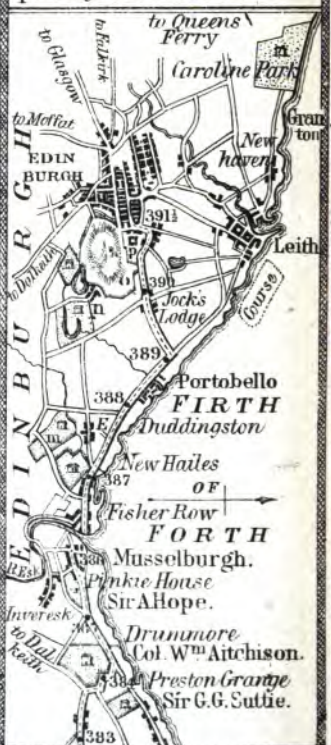 to Queens
Ferry
to Falkirk
to Glasgow
Caroline Park
to Moffat
Gran
ton
New
haven
EDIN
BURGH
391½
Leith
to Dalkeith
P
O
390
Jock's
Lodge
Course
n
389
388
Portobello
FIRTH
E
Duddingston
m
New Hailes
387
OF
Fisher Row
FORTH
EDINBURGH
Musselburgh.
R Esk
Pinkie House
Sir A Hope.
Inveresk
Drummore
to Dal
keith
Col. Wm Aitchison.
Preston Grange
Sir G.G. Suttie.
383